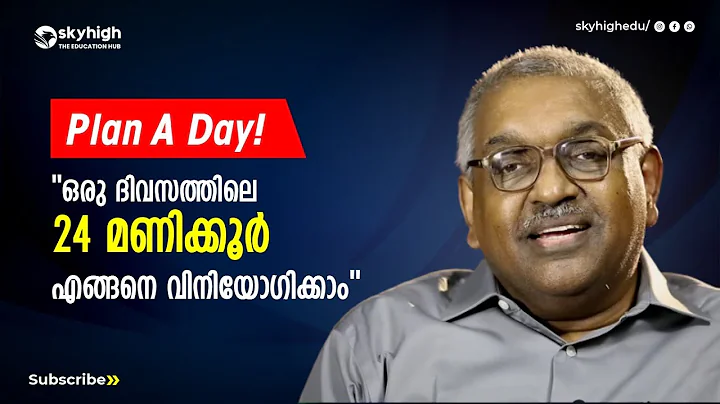 skyhigh
THE EDUCATION HUB
skyhighedu/
Plan A Day!
"ഒരു ദിവസത്തിലെ
24 മണിക്കൂർ
എങ്ങനെ വിനിയോഗിക്കാം"
Subscribe»